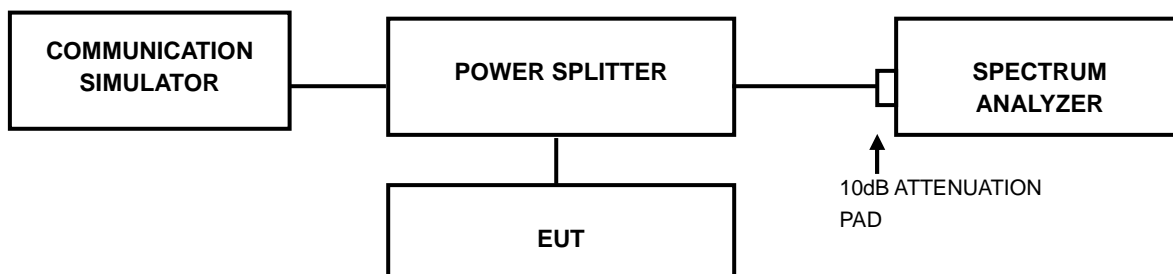 COMMUNICATION
SIMULATOR
POWER SPLITTER
SPECTRUM
ANALYZER
10dB ATTENUATION
PAD
EUT